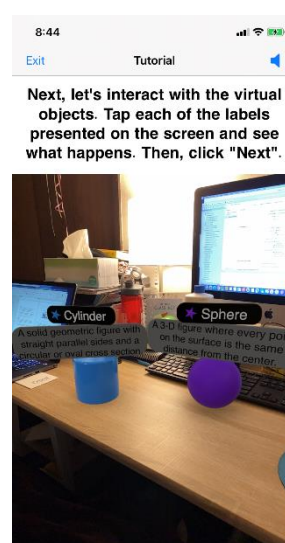 8:44
Exit
Tutorial
Next, let's interact with the virtual
objects. Tap each of the labels
presented on the screen and see
what happens. Then, click "Next".
Cylinder
A solid geometric figure with
straight parallel sides and a
circular or oval cross section.
Sphere
A 3-D figure where every poi
on the surface is the same
distance from the center.